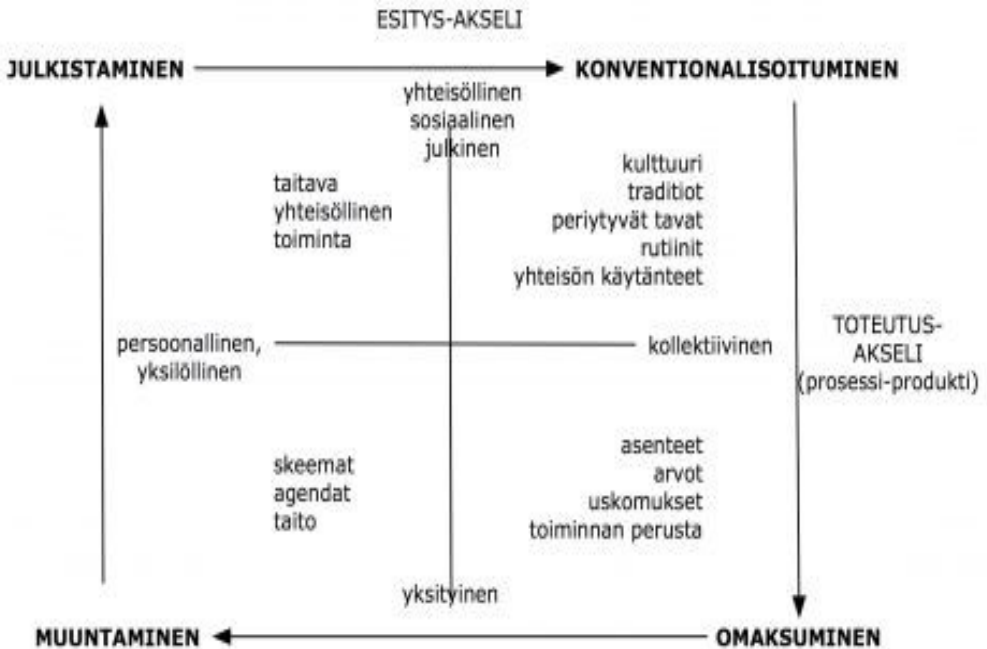 ESITYS-AKSELI
JULKISTAMINEN
KONVENTIONALISOITUMINEN
yhteisöllinen
sosiaalinen
julkinen
taitava
yhteisöllinen
toiminta
kulttuuri
traditiot
periytyvät tavat
rutiinit
yhteisön käytänteet
persoonallinen,
yksilöllinen
kollektiivinen
TOTEUTUS-
AKSELI
(prosessi-produkti)
skeemat
agendat
taito
asenteet
arvot
uskomukset
toiminnan perusta
yksityinen
MUUNTAMINEN
OMAKSUMINEN